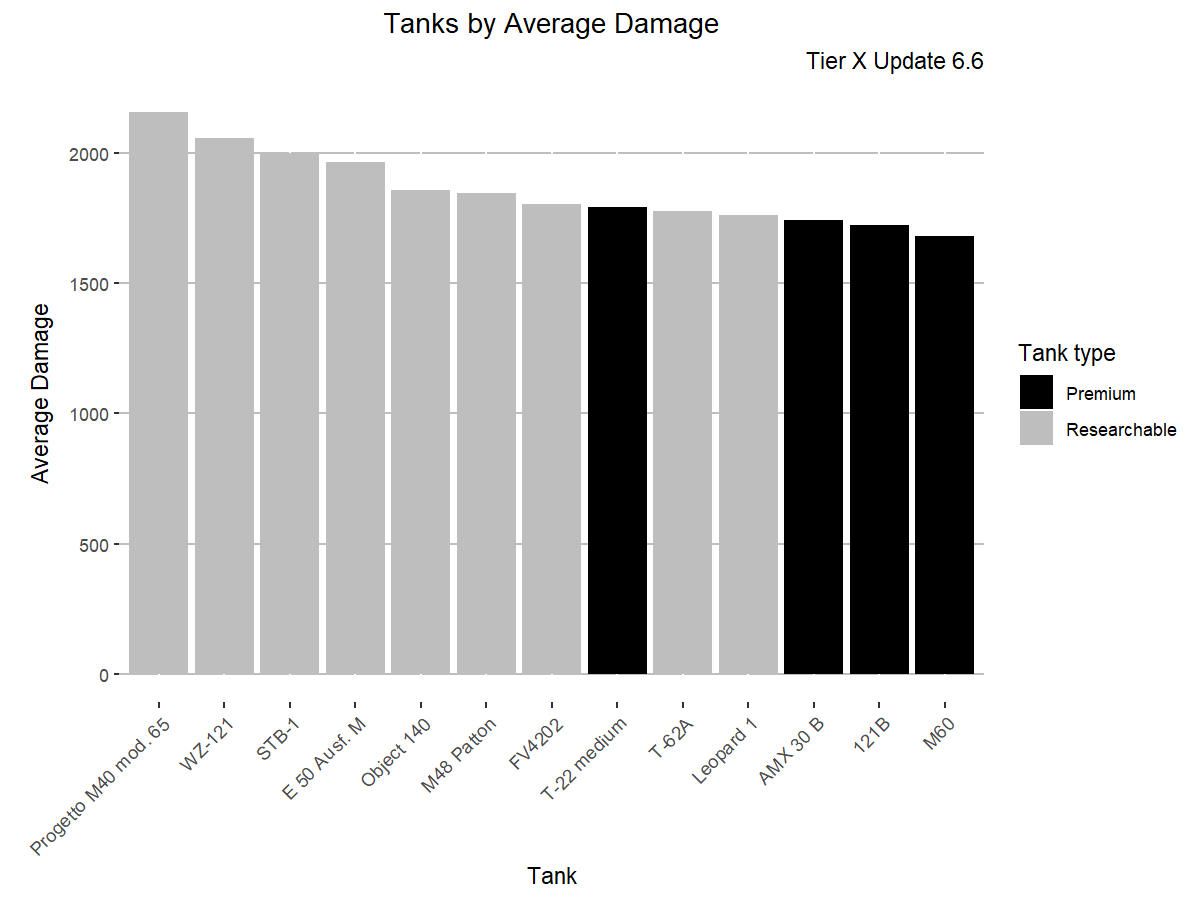 Tanks by Average Damage
Tier X Update 6.6
Average Damage
2000
1500
1000
500
0
Progetto M40 mod. 65
WZ-121
STB-1
E 50 Ausf. M
Object 140
M48 Patton
FV4202
T-22 medium
T-62A
Leopard 1
AMX 30 B
121B
M60
Tank
Tank type
Premium
Researchable